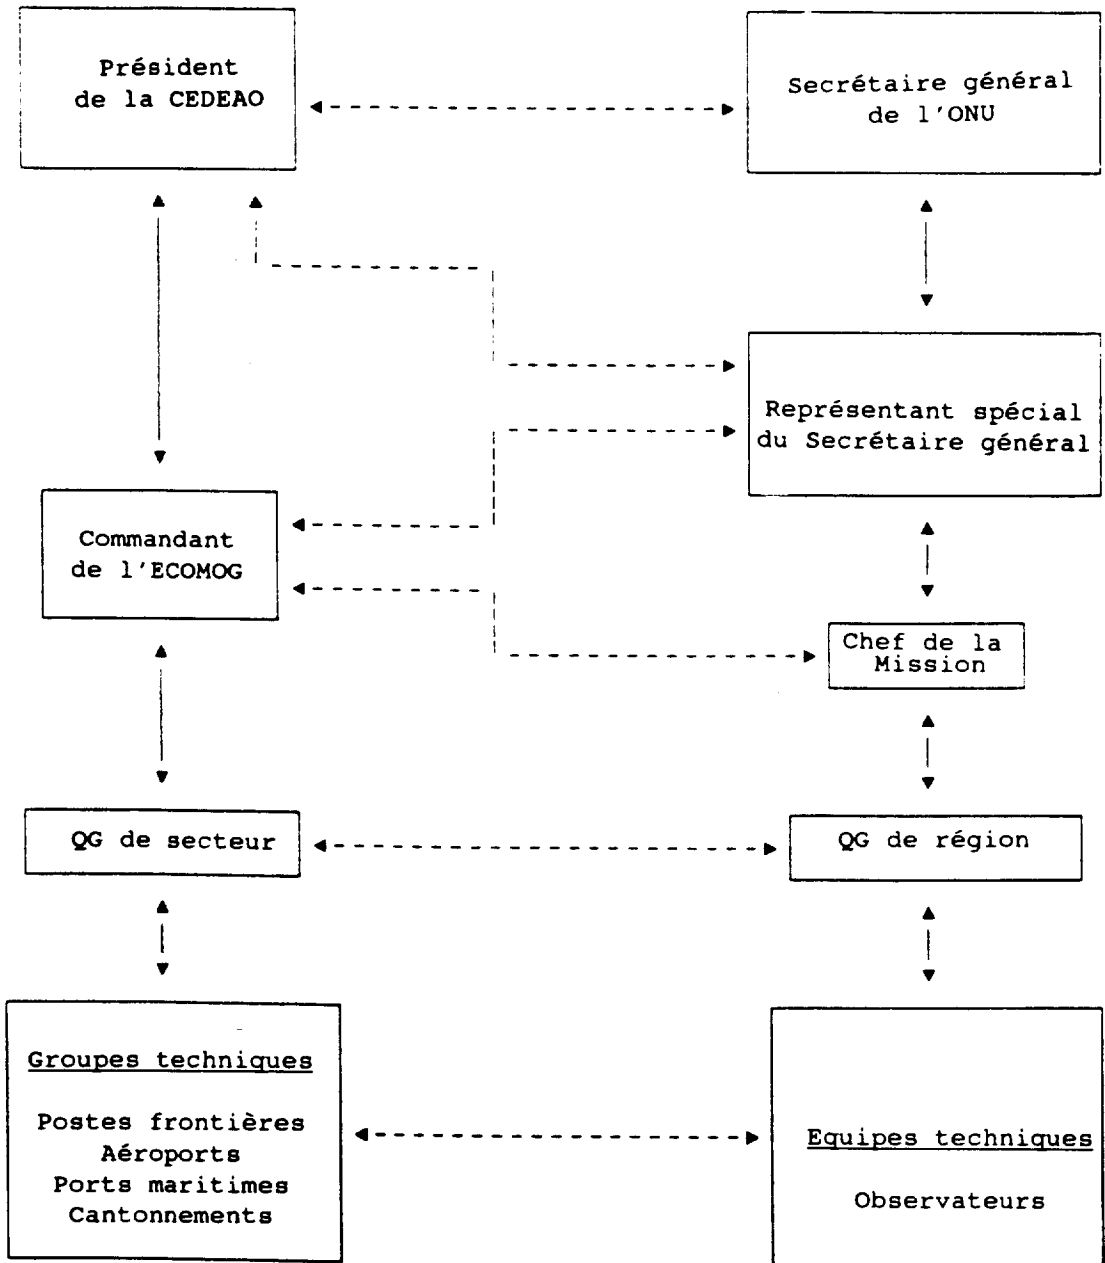 Président
de la CEDEAO
Secrétaire général
de l'ONU
Représentant spécial
du Secrétaire général
Commandant
de l'ECOMOG
Chef de la
Mission
QG de secteur
QG de région
Groupes techniques
Postes frontières
Aéroports
Ports maritimes
Cantonnements
Equipes techniques
Observateurs